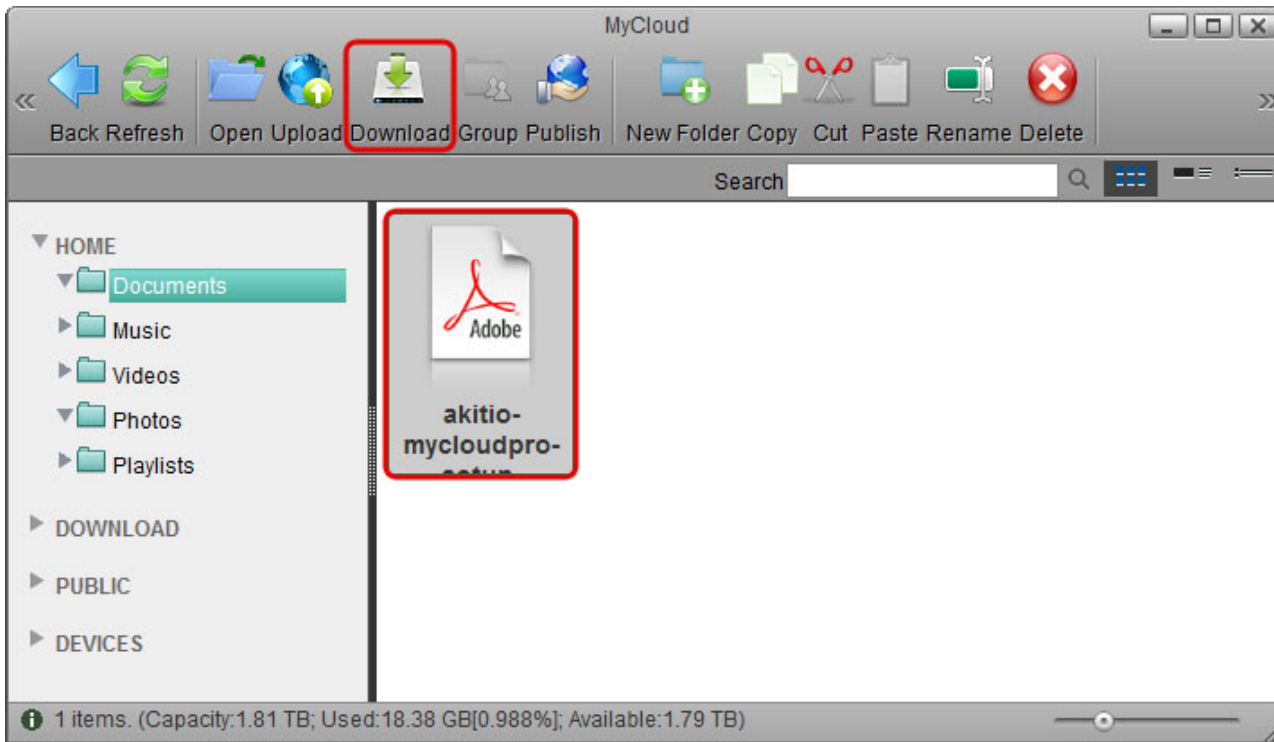 MyCloud
Back Refresh Open Upload Download Group Publish New Folder Copy Cut Paste Rename Delete
Search
HOME
Documents
Music
Videos
Photos
Playlists
DOWNLOAD
PUBLIC
DEVICES
Adobe
akitio-
mycloudpro-
setup
1 items. (Capacity:1.81 TB; Used:18.38 GB[0.988%]; Available:1.79 TB)